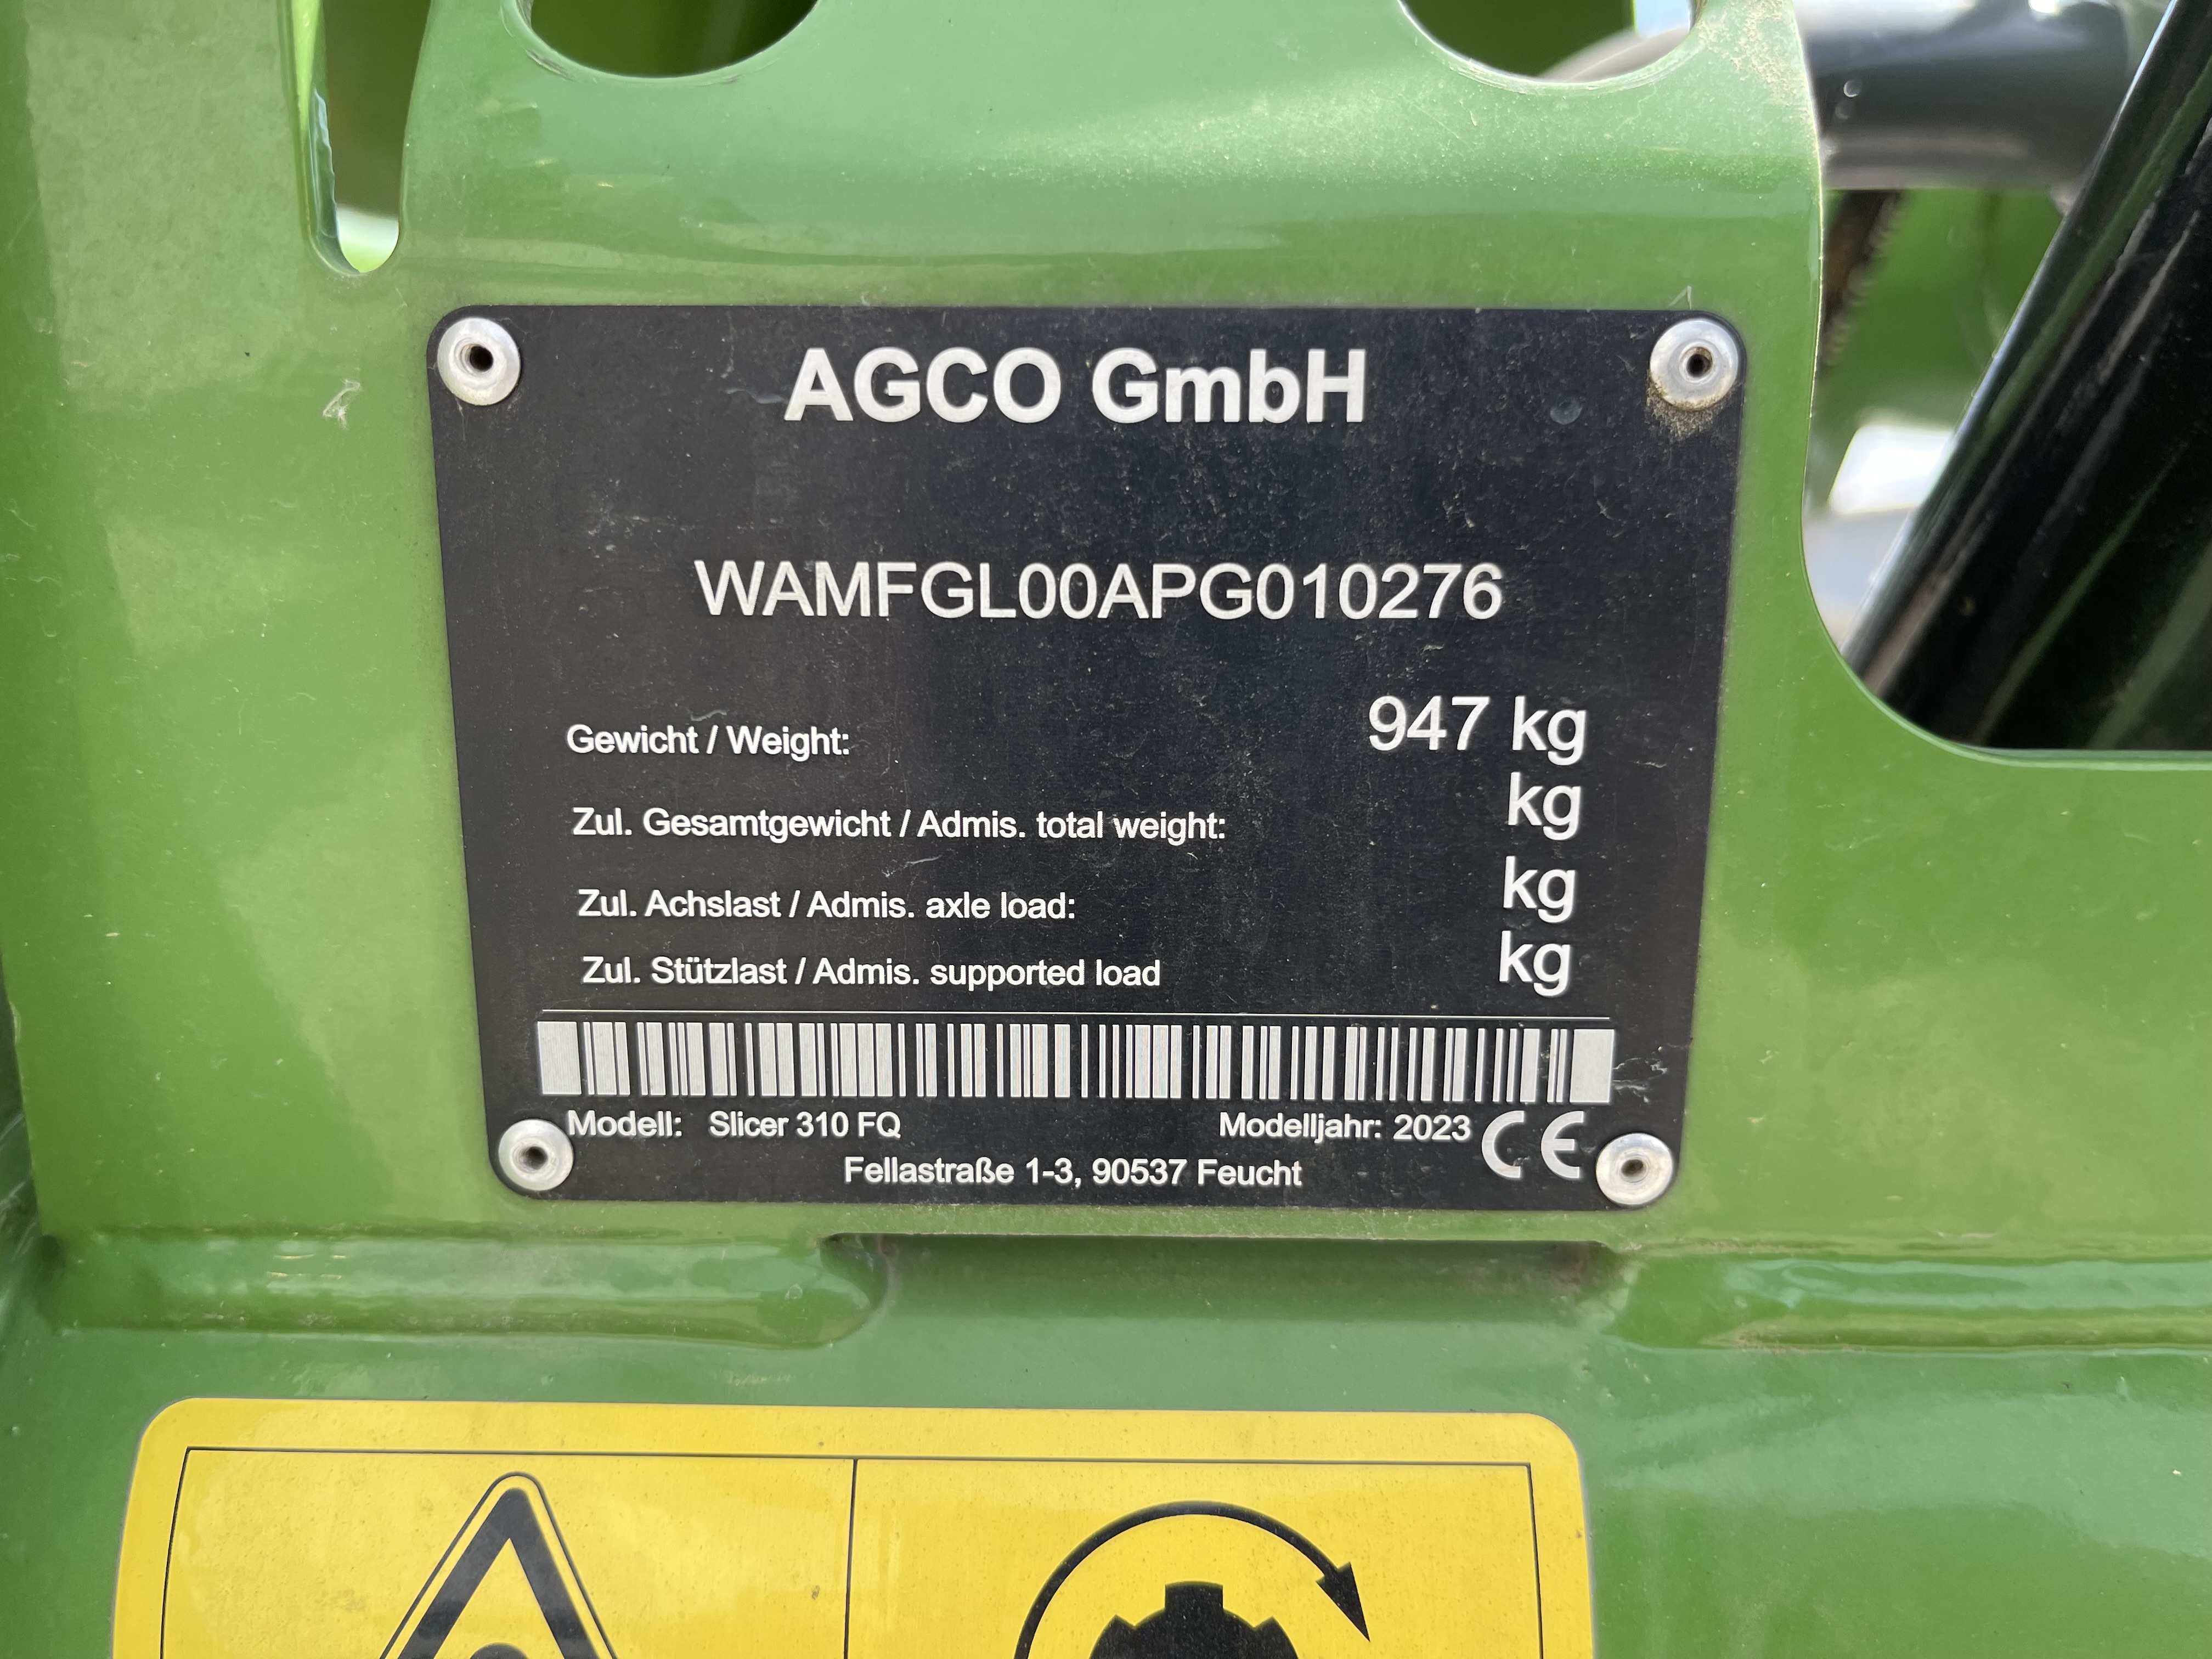 AGCO GmbH
WAMFGL00APG010276
Gewicht / Weight: 947 kg
Zul. Gesamtgewicht / Admis. total weight: kg
Zul. Achslast / Admis. axle load: kg
Zul. Stützlast / Admis. supported load kg
Modell: Slicer 310 FQ Modelljahr: 2023 CE
Fellastraße 1-3, 90537 Feucht